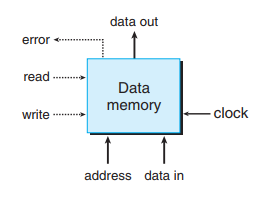 data out
error
read
Data
memory
write
clock
address
data in